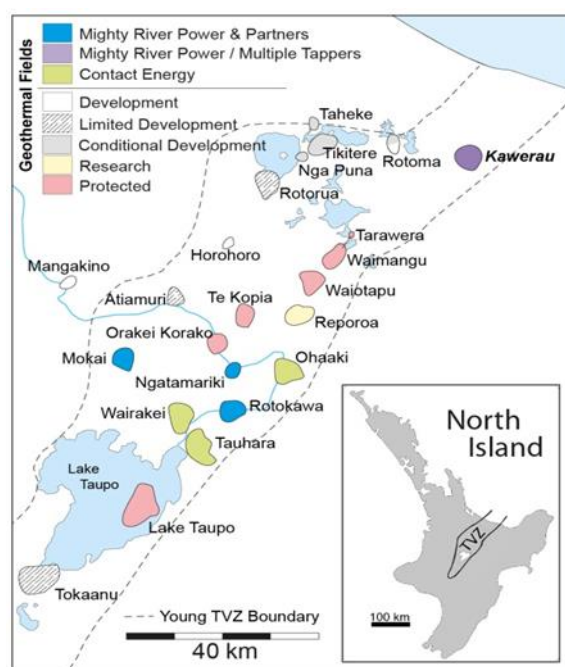 Geothermal Fields
Mighty River Power & Partners
Mighty River Power / Multiple Tappers
Contact Energy
Development
Limited Development
Conditional Development
Research
Protected
Taheke
Tikitere
Rotoma
Kawerau
Nga Puna
Rotorua
Tarawera
Horohoro
Waimangu
Mangakino
Waiotapu
Atiamuri
Te Kopia
Reporoa
Orakei Korako
Mokai
Ohaaki
Ngatamariki
Wairakei
Rotokawa
Tauhara
Lake
Taupo
Lake Taupo
Tokaanu
Young TVZ Boundary
40 km
North
Island
TVZ
100 km